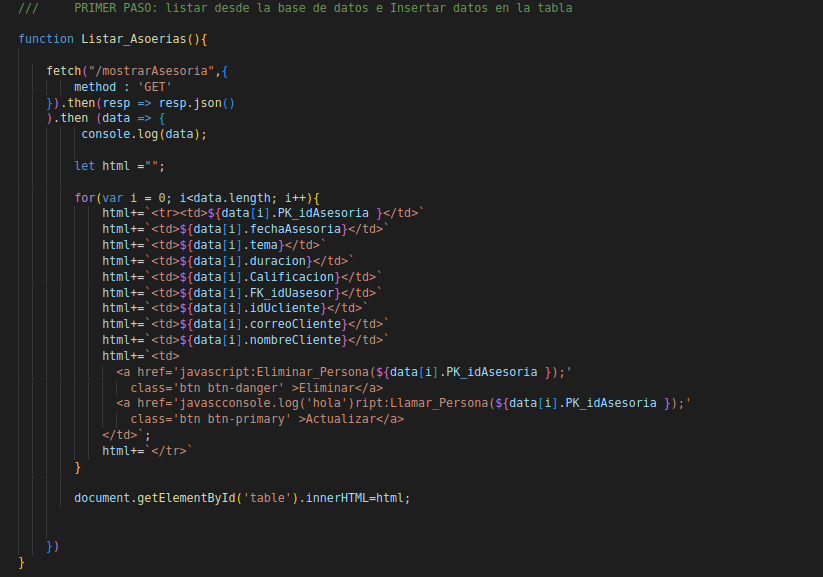 ///     PRIMER PASO: listar desde la base de datos e Insertar datos en la tabla
function Listar_Asoerias(){
fetch("/mostrarAsesoria",{
method : 'GET'
}).then(resp => resp.json()
).then (data => {
console.log(data);
let html ="";
for(var i = 0; i<data.length; i++){
html+=`<tr><td>${data[i].PK_idAsesoria }</td>`
html+=`<td>${data[i].fechaAsesoria}</td>`
html+=`<td>${data[i].tema}</td>`
html+=`<td>${data[i].duracion}</td>`
html+=`<td>${data[i].Calificacion}</td>`
html+=`<td>${data[i].FK_idUasesor}</td>`
html+=`<td>${data[i].idUcliente}</td>`
html+=`<td>${data[i].correoCliente}</td>`
html+=`<td>${data[i].nombreCliente}</td>`
html+=`<td>
<a href='javascript:Eliminar_Persona(${data[i].PK_idAsesoria });'
class='btn btn-danger' >Eliminar</a>
<a href='javascconsole.log('hola')ript:Llamar_Persona(${data[i].PK_idAsesoria });'
class='btn btn-primary' >Actualizar</a>
</td>`;
html+=`</tr>`
}
document.getElementById('table').innerHTML=html;
})
}